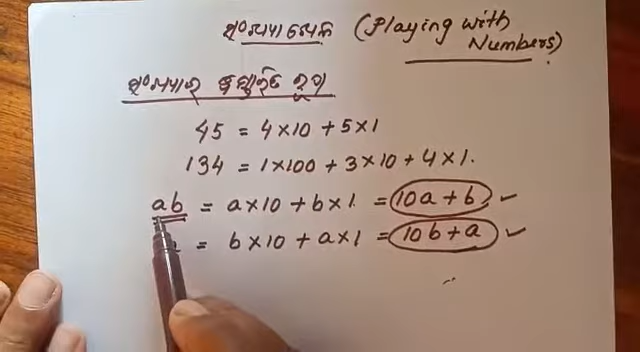 ସଂଖ୍ୟା ଖେଳ (Playing with
Numbers)
ସଂଖ୍ୟାର ରୂପ
45 = 4×10 + 5×1
134 = 1×100 + 3×10 + 4×1.
ab = a×10 + b×1 = 10a+b ✓
= b×10 + a×1 = 10b+a ✓